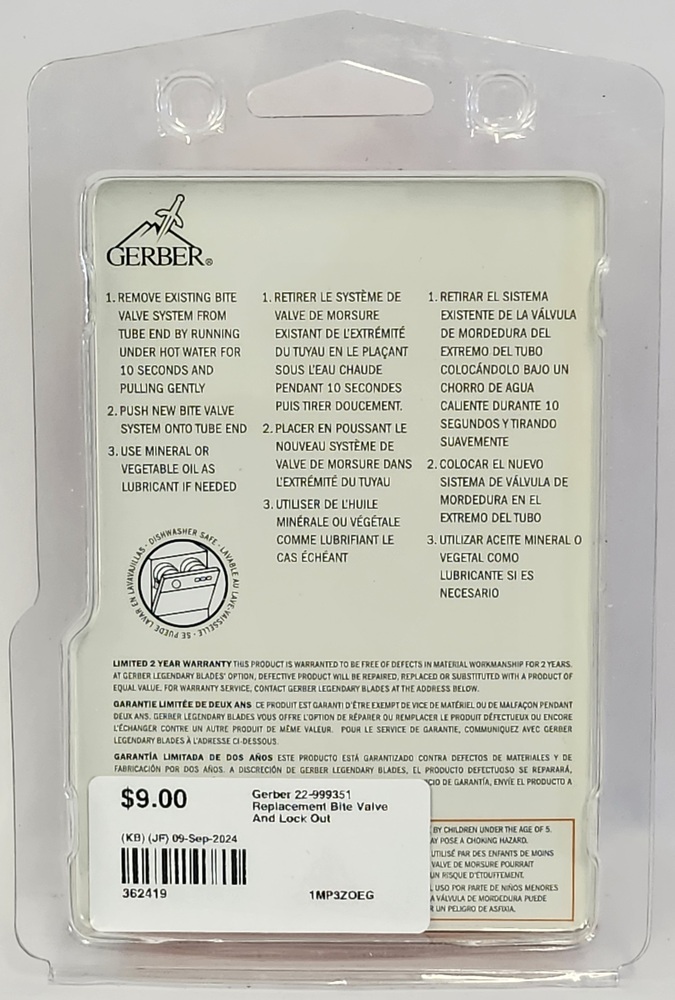 GERBER®
1. REMOVE EXISTING BITE
VALVE SYSTEM FROM
TUBE END BY RUNNING
UNDER HOT WATER FOR
10 SECONDS AND
PULLING GENTLY
2. PUSH NEW BITE VALVE
SYSTEM ONTO TUBE END
3. USE MINERAL OR
VEGETABLE OIL AS
LUBRICANT IF NEEDED
1. RETIRER LE SYSTÈME DE
VALVE DE MORSURE
EXISTANT DE L'EXTRÉMITÉ
DU TUYAU EN LE PLAÇANT
SOUS L'EAU CHAUDE
PENDANT 10 SECONDES
PUIS TIRER DOUCEMENT.
2. PLACER EN POUSSANT LE
NOUVEAU SYSTÈME DE
VALVE DE MORSURE DANS
L'EXTRÉMITÉ DU TUYAU
3. UTILISER DE L'HUILE
MINÉRALE OU VÉGÉTALE
COMME LUBRIFIANT LE
CAS ÉCHÉANT
1. RETIRAR EL SISTEMA
EXISTENTE DE LA VÁLVULA
DE MORDEDURA DEL
EXTREMO DEL TUBO
COLOCÁNDOLO BAJO UN
CHORRO DE AGUA
CALIENTE DURANTE 10
SEGUNDOS Y TIRANDO
SUAVEMENTE
2. COLOCAR EL NUEVO
SISTEMA DE VÁLVULA DE
MORDEDURA EN EL
EXTREMO DEL TUBO
3. UTILIZAR ACEITE MINERAL O
VEGETAL COMO
LUBRICANTE SI ES
NECESARIO
· DISHWASHER SAFE · LAVABLE AU LAVE-VAISSELLE · SE PUEDE LAVAR EN LAVAVAJILLAS
LIMITED 2 YEAR WARRANTY THIS PRODUCT IS WARRANTED TO BE FREE OF DEFECTS IN MATERIAL WORKMANSHIP FOR 2 YEARS.
AT GERBER LEGENDARY BLADES' OPTION, DEFECTIVE PRODUCT WILL BE REPAIRED, REPLACED OR SUBSTITUTED WITH A PRODUCT OF
EQUAL VALUE. FOR WARRANTY SERVICE, CONTACT GERBER LEGENDARY BLADES AT THE ADDRESS BELOW.
GARANTIE LIMITÉE DE DEUX ANS CE PRODUIT EST GARANTI D'ÊTRE EXEMPT DE VICE DE MATÉRIEL OU DE MALFAÇON PENDANT
DEUX ANS. GERBER LEGENDARY BLADES VOUS OFFRE L'OPTION DE RÉPARER OU REMPLACER LE PRODUIT DÉFECTUEUX OU ENCORE
L'ÉCHANGER CONTRE UN AUTRE PRODUIT DE MÊME VALEUR. POUR LE SERVICE DE GARANTIE, COMMUNIQUEZ AVEC GERBER
LEGENDARY BLADES À L'ADRESSE CI-DESSOUS.
GARANTÍA LIMITADA DE DOS AÑOS ESTE PRODUCTO ESTÁ GARANTIZADO CONTRA DEFECTOS DE MATERIALES Y DE
FABRICACIÓN POR DOS AÑOS. A DISCRECIÓN DE GERBER LEGENDARY BLADES, EL PRODUCTO DEFECTUOSO SE REPARARÁ,
DE GARANTÍA, ENVÍE EL PRODUCTO A
$9.00
Gerber 22-999351
Replacement Bite Valve
And Lock Out
(KB) (JF) 09-Sep-2024
362419
1MP3ZOEG
BY CHILDREN UNDER THE AGE OF 5.
POSE A CHOKING HAZARD.
UTILISÉ PAR DES ENFANTS DE MOINS
VALVE DE MORSURE POURRAIT
UN RISQUE D'ÉTOUFFEMENT.
USO POR PARTE DE NIÑOS MENORES
VÁLVULA DE MORDEDURA PUEDE
UN PELIGRO DE ASFIXIA.